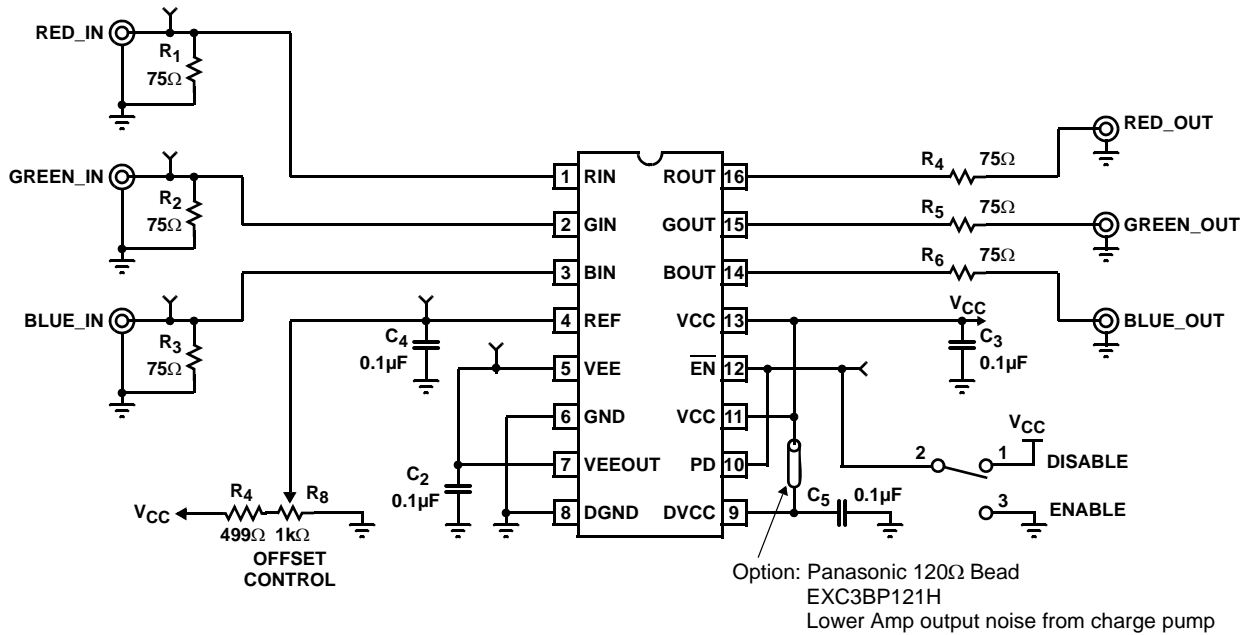 RED_IN
R1
75Ω
GREEN_IN
R2
75Ω
BLUE_IN
R3
75Ω
1 RIN
2 GIN
3 BIN
4 REF
5 VEE
6 GND
7 VEEOUT
8 DGND
ROUT 16
GOUT 15
BOUT 14
VCC 13
EN 12
VCC 11
PD 10
DVCC 9
R4 75Ω
RED_OUT
R5 75Ω
GREEN_OUT
R6 75Ω
BLUE_OUT
VCC
C3
0.1µF
C4
0.1µF
C2
0.1µF
VCC
R4
499Ω
R8
1kΩ
OFFSET
CONTROL
C5
0.1µF
VCC
2
1
DISABLE
3
ENABLE
Option: Panasonic 120Ω Bead
EXC3BP121H
Lower Amp output noise from charge pump